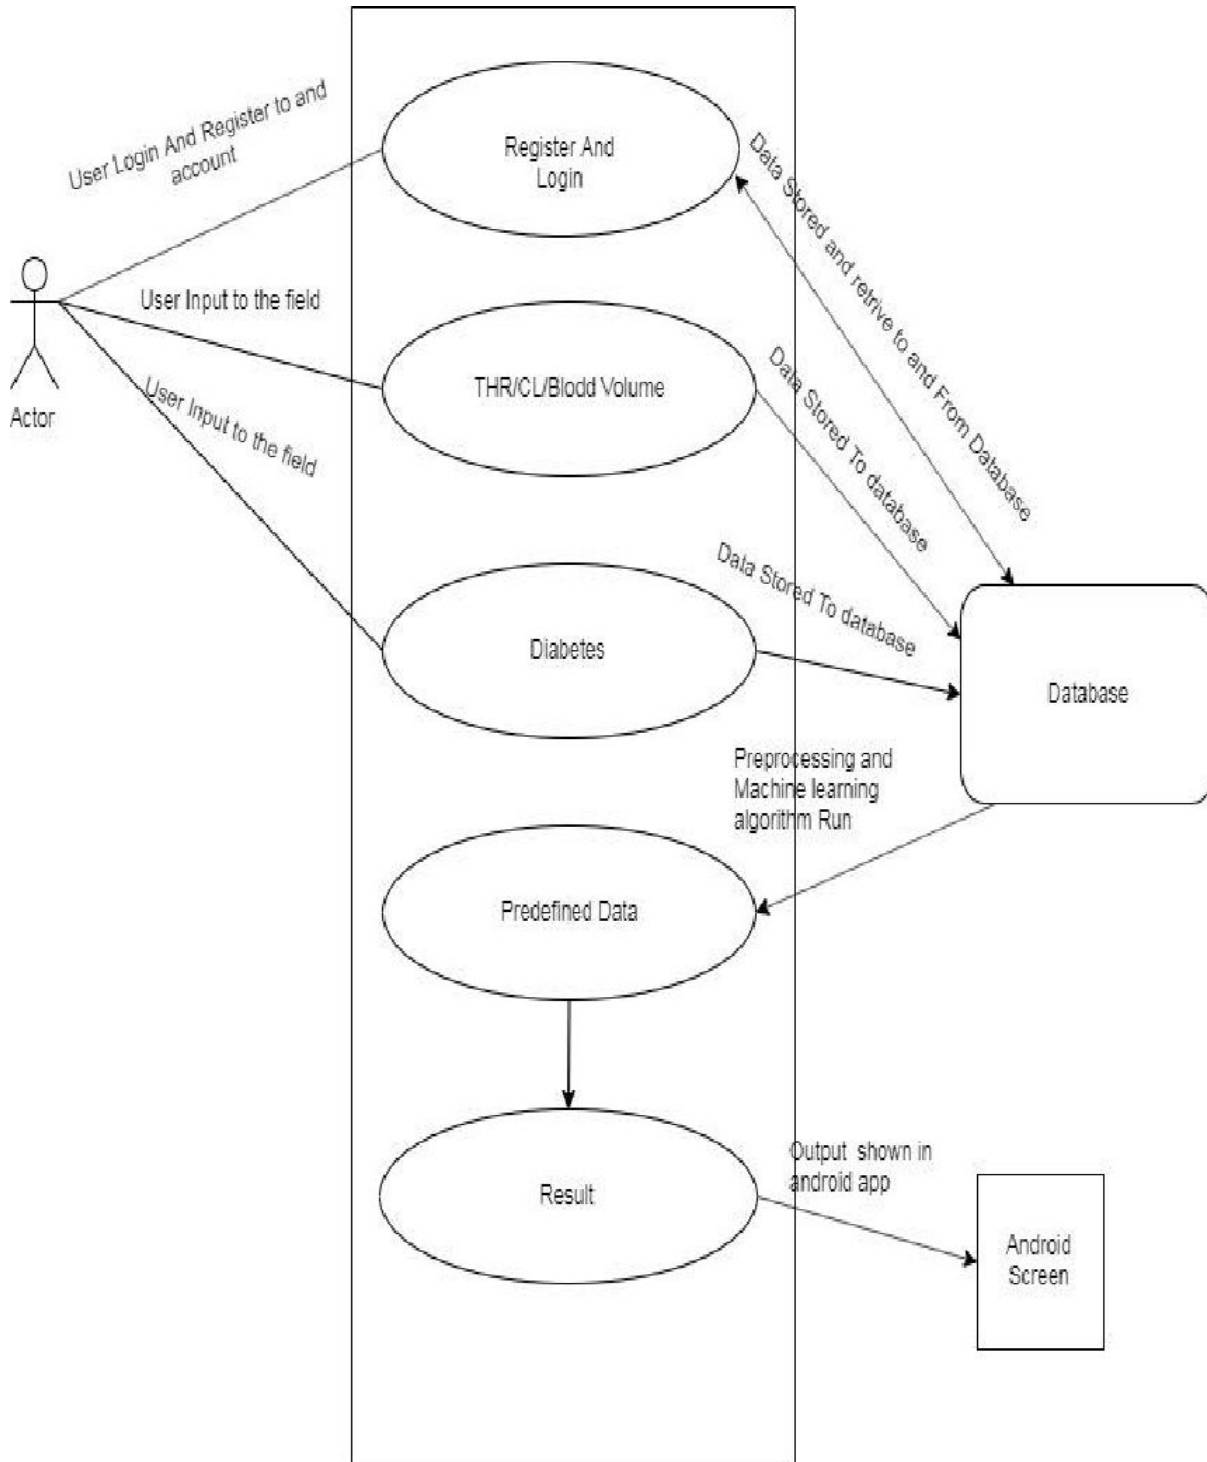 User Login And Register to and
account
Register And
Login
Data Stored and retrive to and From Database
Actor
User Input to the field
THR/CL/Blodd Volume
Data Stored To database
User Input to the field
Diabetes
Data Stored To database
Database
Preprocessing and
Machine learning
algorithm Run
Predefined Data
Result
Output shown in
android app
Android
Screen